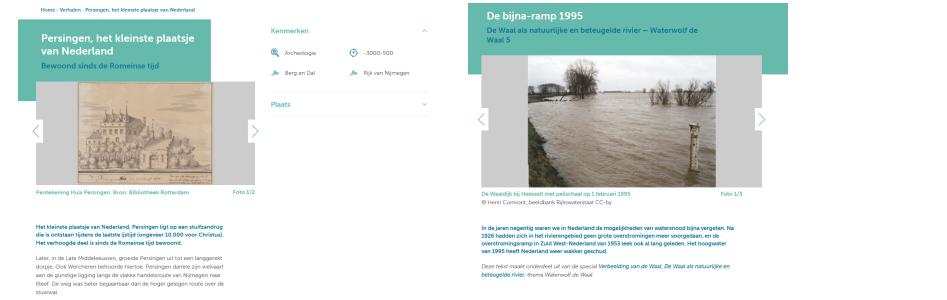 Home - Verhalen - Persingen, het kleinste plaatsje van Nederland
Persingen, het kleinste plaatsje
van Nederland
Bewoond sinds de Romeinse tijd
Pentekening Huis Persingen. Bron: Bibliotheek Rotterdam
Foto 1/2
Het kleinste plaatsje van Nederland, Persingen ligt op een stuifzandrug
die is ontstaan tijdens de laatste ijstijd (ongeveer 10.000 voor Christus).
Het verhoogde deel is sinds de Romeinse tijd bewoond.
Later, in de Late Middeleeuwen, groeide Persingen uit tot een langgerekt
dorpje. Ook Wercheren behoorde hiertoe. Persingen dankte zijn welvaart
aan de gunstige ligging langs de vlakke handelsroute van Nijmegen naar
Kleef. De weg was beter begaanbaar dan de hoger gelegen route over de
stuwwal.
Kenmerken
Archeologie
-3000-500
Berg en Dal
Rijk van Nijmegen
Plaats
De bijna-ramp 1995
De Waal als natuurlijke en beteugelde rivier – Waterwolf de
Waal 5
De Waaldijk bij Hesselt met peilschaal op 1 februari 1995
Foto 1/3
© Henri Cormont, beeldbank Rijkswaterstaat CC-by
In de jaren negentig waren we in Nederland de mogelijkheden van watersnood bijna vergeten. Na
1926 hadden zich in het rivierengebied geen grote overstromingen meer voorgedaan, en de
overstromingsramp in Zuid West-Nederland van 1953 leek ook al lang geleden. Het hoogwater
van 1995 heeft Nederland weer wakker geschud.
Deze tekst maakt onderdeel uit van de special Verbeelding van de Waal, De Waal als natuurlijke en
beteugelde rivier, thema Waterwolf de Waal.